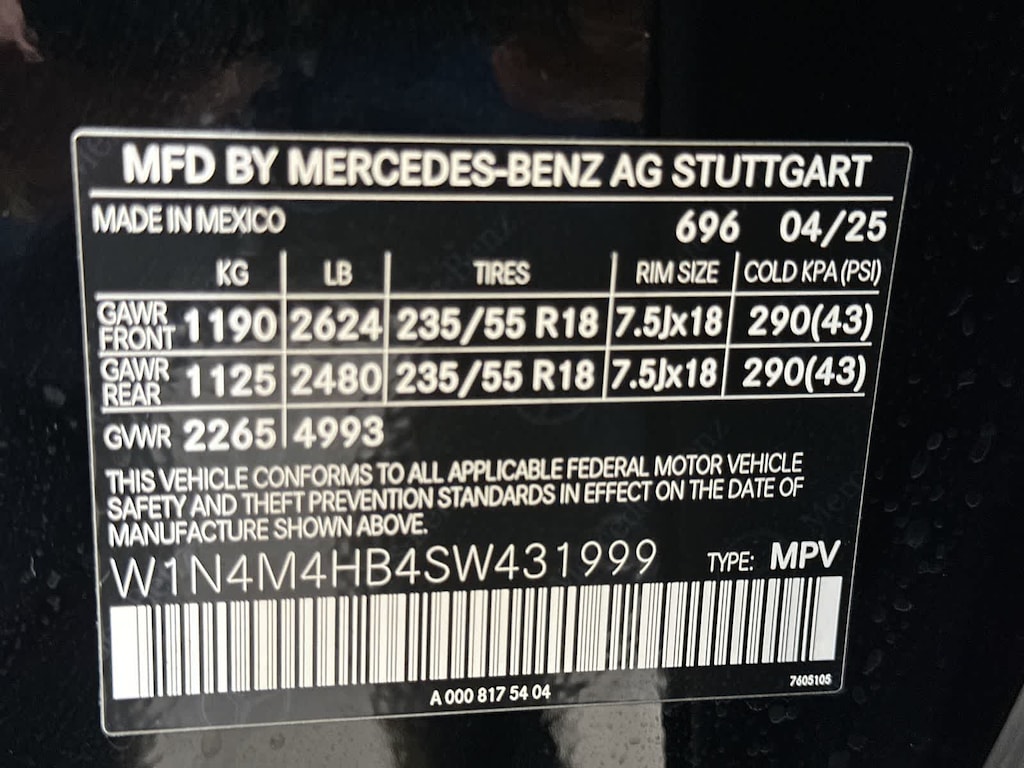 MFD BY MERCEDES-BENZ AG STUTTGART
MADE IN MEXICO 696 04/25
KG LB TIRES RIM SIZE COLD KPA (PSI)
GAWR FRONT 1190 2624 235/55 R18 7.5Jx18 290(43)
GAWR REAR 1125 2480 235/55 R18 7.5Jx18 290(43)
GVWR 2265 4993
THIS VEHICLE CONFORMS TO ALL APPLICABLE FEDERAL MOTOR VEHICLE
SAFETY AND THEFT PREVENTION STANDARDS IN EFFECT ON THE DATE OF
MANUFACTURE SHOWN ABOVE.
W1N4M4HB4SW431999 TYPE: MPV
A 000 817 54 04
7605105